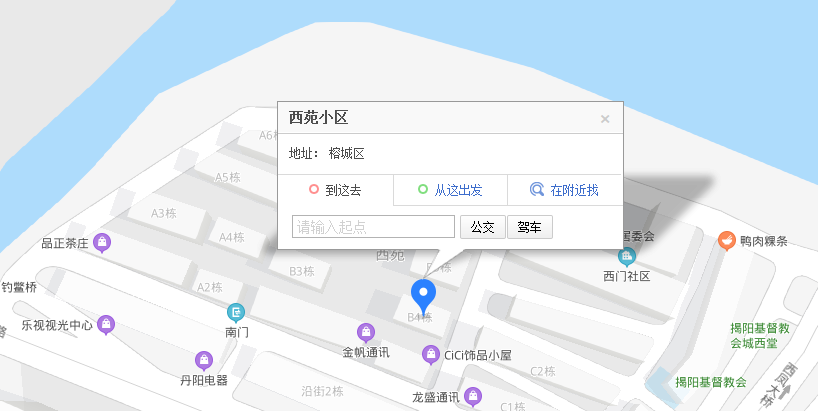 西苑小区
×
地址： 榕城区
到这去
从这出发
在附近找
请输入起点
公交
驾车
A6栋
A5栋
A3栋
A4栋
品正茶庄
西苑
B3栋
A2栋
钓鳖桥
居委会
鸭肉粿条
西门社区
B4栋
乐视视光中心
南门
金帆通讯
CiCi饰品小屋
丹阳电器
沿街2栋
C2栋
龙盛通讯
C1栋
揭阳基督教
会城西堂
揭阳基督教会
西凤大桥
路